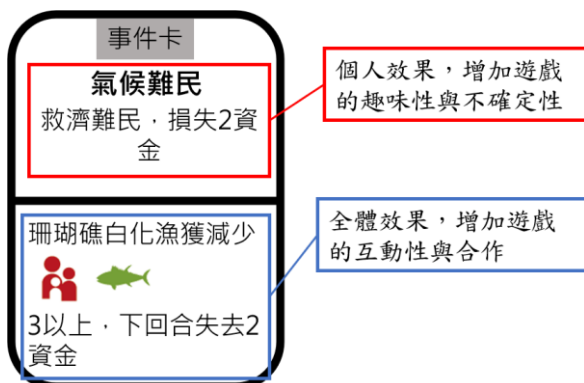 事件卡
氣候難民
救濟難民，損失2資
金
個人效果，增加遊戲
的趣味性與不確定性
珊瑚礁白化漁獲減少
3以上，下回合失去2
資金
全體效果，增加遊戲
的互動性與合作